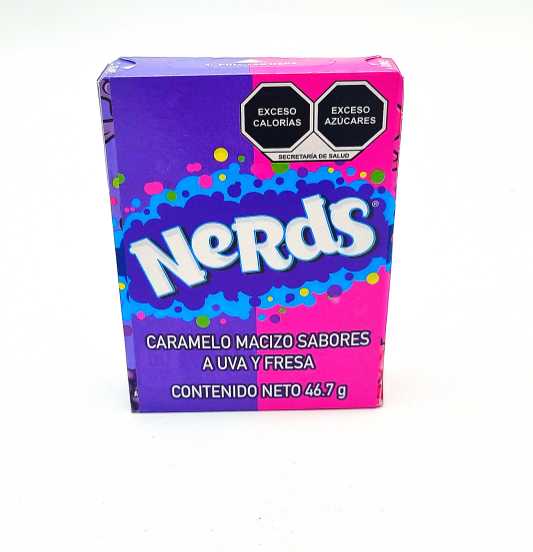 EXCESO
CALORÍAS
EXCESO
AZÚCARES
SECRETARÍA DE SALUD
NeRdS®
CARAMELO MACIZO SABORES
A UVA Y FRESA
CONTENIDO NETO 46.7 g